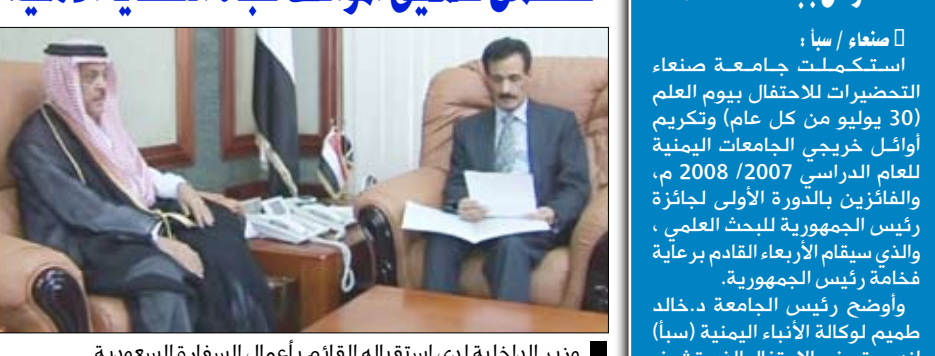 صنعاء / سبأ :
استكملت جامعة صنعاء
التحضيرات للاحتفال بيوم العلم
(30 يوليو من كل عام) وتكريم
أوائل خريجي الجامعات اليمنية
للعام الدراسي 2007/ 2008 م،
والفائزين بالدورة الأولى لجائزة
رئيس الجمهورية للبحث العلمي ،
والذي سيقام الأربعاء القادم برعاية
فخامة رئيس الجمهورية.
وأوضح رئيس الجامعة د.خالد
طميم لوكالة الأنباء اليمنية (سبأ)
وزير الداخلية لدى استقباله القائم بأعمال السفارة السعودية